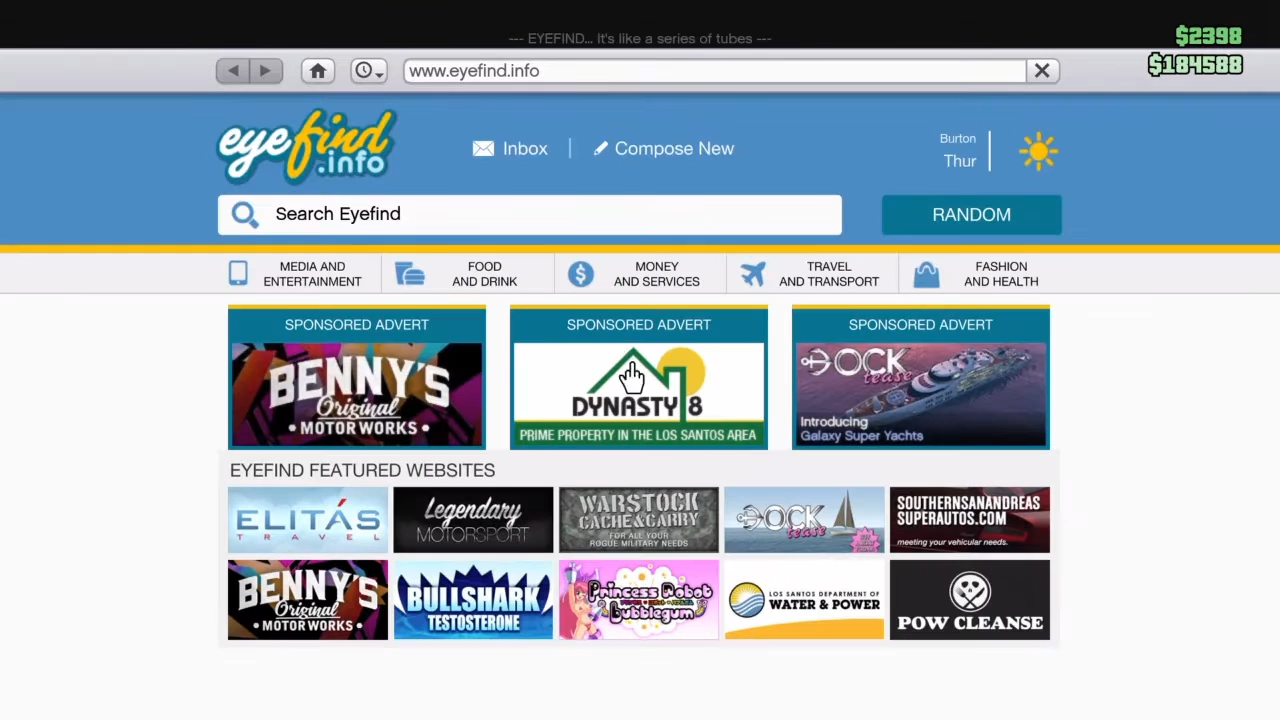 --- EYEFIND... It's like a series of tubes ---
$2398
$184588
www.eyefind.info
eyefind
.info
Inbox
Compose New
Burton
Thur
Search Eyefind
RANDOM
MEDIA AND
ENTERTAINMENT
FOOD
AND DRINK
MONEY
AND SERVICES
TRAVEL
AND TRANSPORT
FASHION
AND HEALTH
SPONSORED ADVERT
BENNY'S
Original
• MOTOR WORKS •
SPONSORED ADVERT
DYNASTY 8
PRIME PROPERTY IN THE LOS SANTOS AREA
SPONSORED ADVERT
DOCK
tease
Introducing
Galaxy Super Yachts
EYEFIND FEATURED WEBSITES
ELITÁS
TRAVEL
Legendary
MOTORSPORT
WARSTOCK
CACHE&CARRY
FOR ALL YOUR
ROGUE MILITARY NEEDS
DOCK
tease
SOUTHERNSANANDREAS
SUPERAUTOS.COM
meeting your vehicular needs.
BENNY'S
Original
• MOTOR WORKS •
BULLSHARK
TESTOSTERONE
Princess Robot
Bubblegum
LOS SANTOS DEPARTMENT OF
WATER & POWER
POW CLEANSE